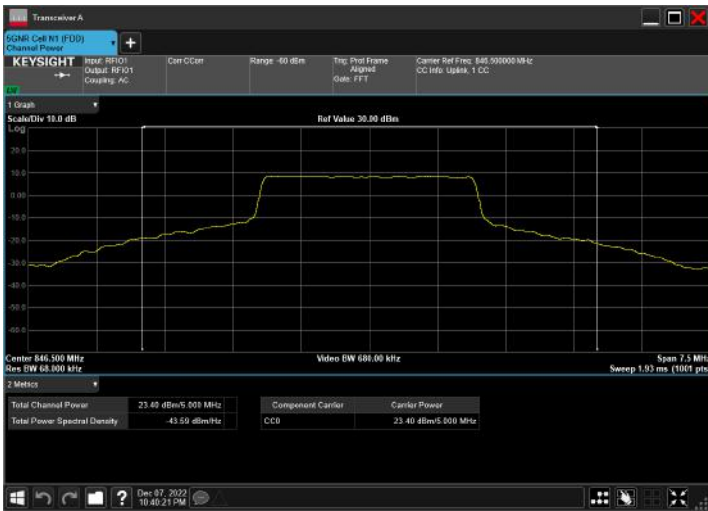 Transceiver A
5GNR Cell N1 (FDD)
Channel Power
KEYSIGHT
Input: RFIO1
Output: RFIO1
Coupling: AC
Corr CCorr
Range: -60 dBm
Trig: Prot Frame
Aligned
Gate: FFT
Carrier Ref Freq: 846.500000 MHz
CC Info: Uplink, 1 CC
1 Graph
Scale/Div 10.0 dB
Ref Value 30.00 dBm
Log
20.0
10.0
0.00
-10.0
-20.0
-30.0
-40.0
-50.0
-60.0
Center 846.500 MHz
Video BW 680.00 kHz
Span 7.5 MHz
Res BW 68.000 kHz
Sweep 1.93 ms (1001 pts
2 Metrics
Total Channel Power 23.40 dBm/5.000 MHz
Total Power Spectral Density -43.59 dBm/Hz
Component Carrier Carrier Power
CC0 23.40 dBm/5.000 MHz
Dec 07, 2022
10:40:21 PM